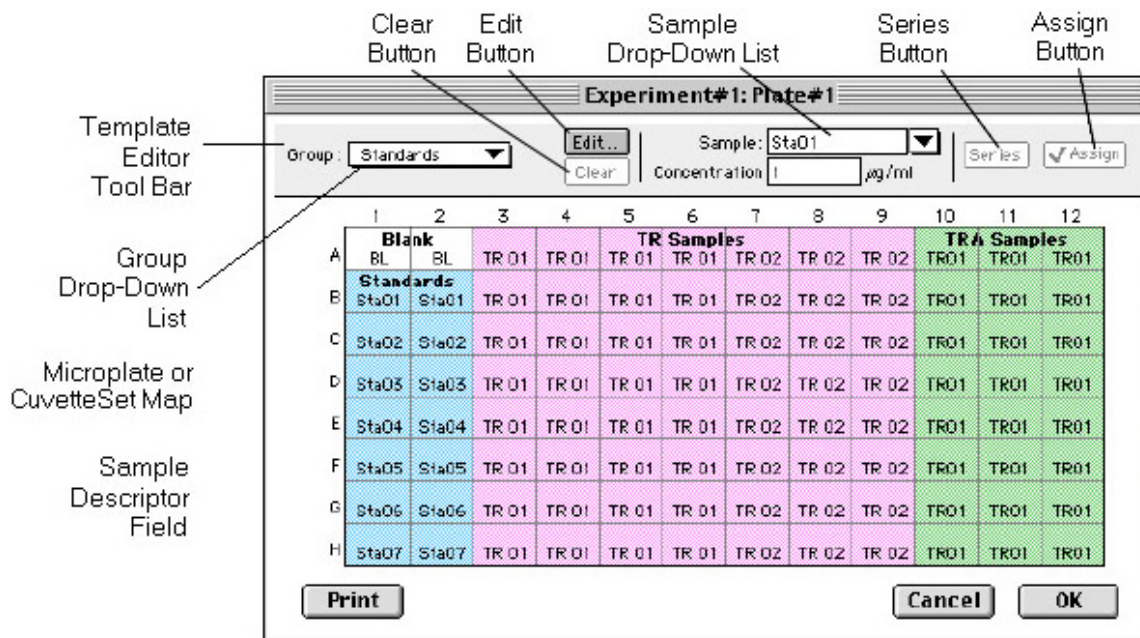 Clear Button
Edit Button
Sample Drop-Down List
Series Button
Assign Button
Experiment#1: Plate#1
Template Editor Tool Bar
Group: Standards
Edit..
Clear
Sample: Sta01
Concentration 1 µg/ml
Series
Assign
Group Drop-Down List
Microplate or CuvetteSet Map
Sample Descriptor Field
1 2 3 4 5 6 7 8 9 10 11 12
Blank TR Samples TRA Samples
A BL BL TR 01 TR 01 TR 01 TR 01 TR 02 TR 02 TR 02 TR01 TR01 TR01
Standards
B Sta01 Sta01 TR 01 TR 01 TR 01 TR 01 TR 02 TR 02 TR 02 TR01 TR01 TR01
C Sta02 Sta02 TR 01 TR 01 TR 01 TR 01 TR 02 TR 02 TR 02 TR01 TR01 TR01
D Sta03 Sta03 TR 01 TR 01 TR 01 TR 01 TR 02 TR 02 TR 02 TR01 TR01 TR01
E Sta04 Sta04 TR 01 TR 01 TR 01 TR 01 TR 02 TR 02 TR 02 TR01 TR01 TR01
F Sta05 Sta05 TR 01 TR 01 TR 01 TR 01 TR 02 TR 02 TR 02 TR01 TR01 TR01
G Sta06 Sta06 TR 01 TR 01 TR 01 TR 01 TR 02 TR 02 TR 02 TR01 TR01 TR01
H Sta07 Sta07 TR 01 TR 01 TR 01 TR 01 TR 02 TR 02 TR 02 TR01 TR01 TR01
Print
Cancel
OK